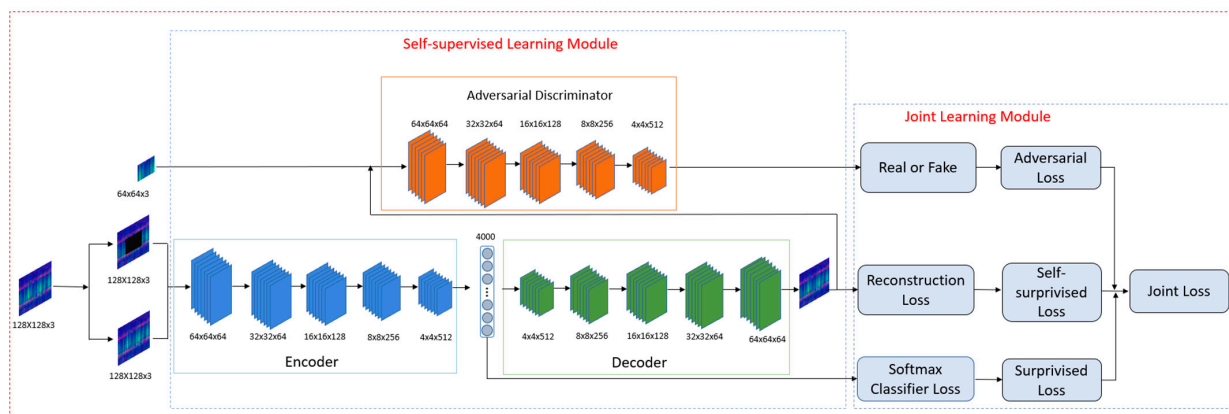 Self-supervised Learning Module
Adversarial Discriminator
64x64x64
32x32x64
16x16x128
8x8x256
4x4x512
64x64x3
Joint Learning Module
Real or Fake
Adversarial
Loss
128X128x3
128X128x3
128X128x3
64x64x64
32x32x64
16x16x128
8x8x256
4x4x512
Encoder
4000
4x4x512
8x8x256
16x16x128
32x32x64
64x64x64
Decoder
Reconstruction
Loss
Self-
surprivised
Loss
Joint Loss
Softmax
Classifier Loss
Surprivised
Loss